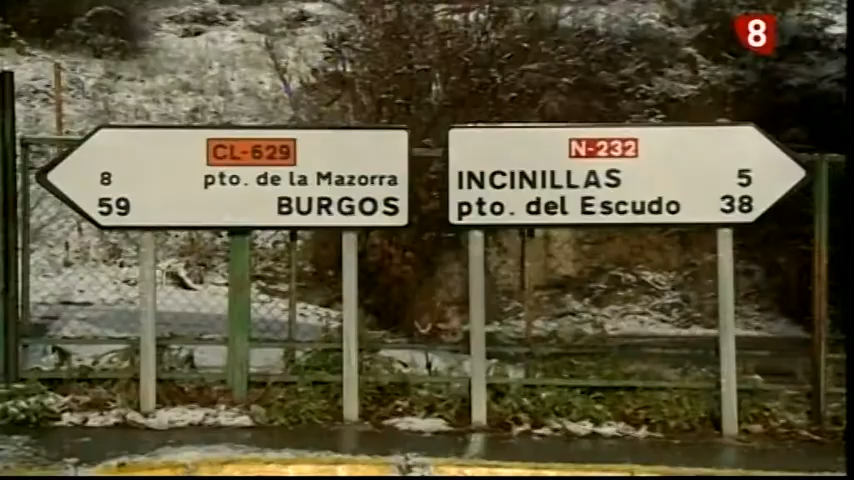 8
CL-629
8 pto. de la Mazorra
59 BURGOS
N-232
INCINILLAS 5
pto. del Escudo 38